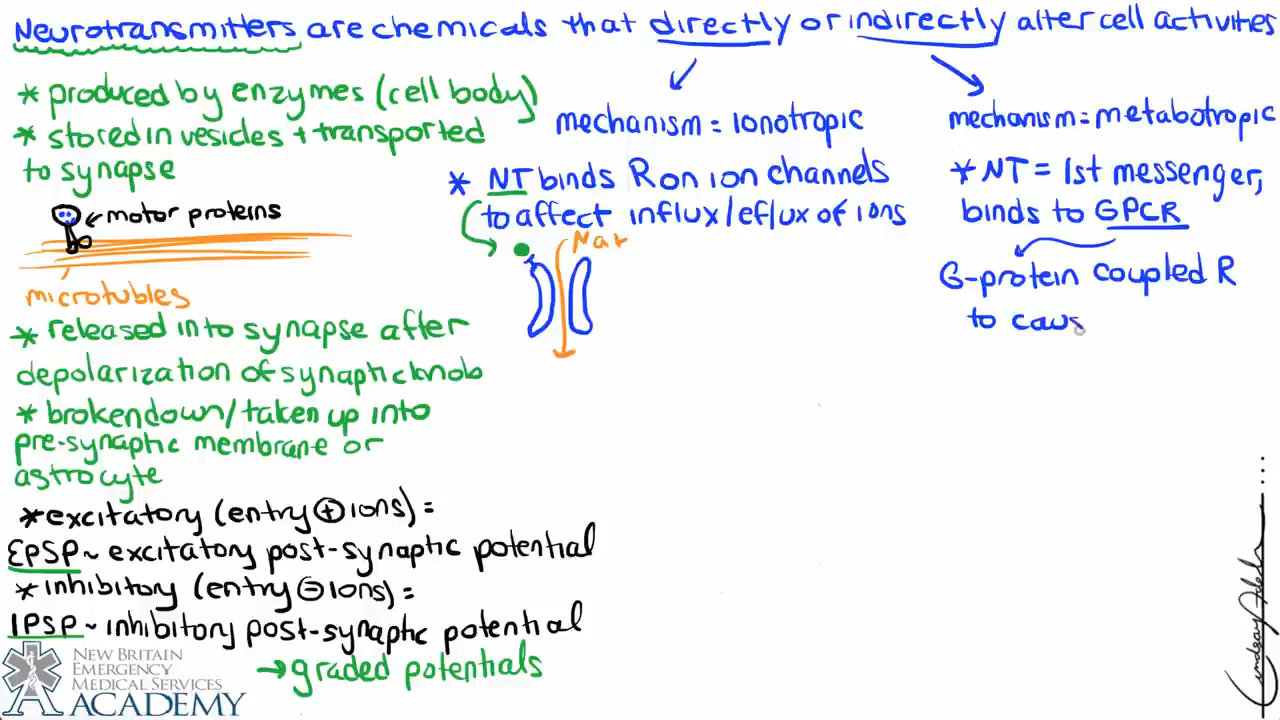 Neurotransmitters are chemicals that directly or indirectly alter cell activities
* produced by enzymes (cell body)
* stored in vesicles + transported
to synapse
motor proteins
microtubles
* released into synapse after
depolarization of synaptic knob
* broken down/taken up into
pre-synaptic membrane or
astrocyte
*excitatory (entry ⊕ ions) =
EPSP~ excitatory post-synaptic potential
*inhibitory (entry ⊖ ions) =
IPSP~inhibitory post-synaptic potential
→graded potentials
mechanism = ionotropic
* NT binds R on ion channels
to affect influx/eflux of ions
Na+
mechanism = metabotropic
*NT = 1st messenger,
binds to GPCR
G-protein coupled R
to caus
NEW BRITAIN
EMERGENCY
MEDICAL SERVICES
ACADEMY